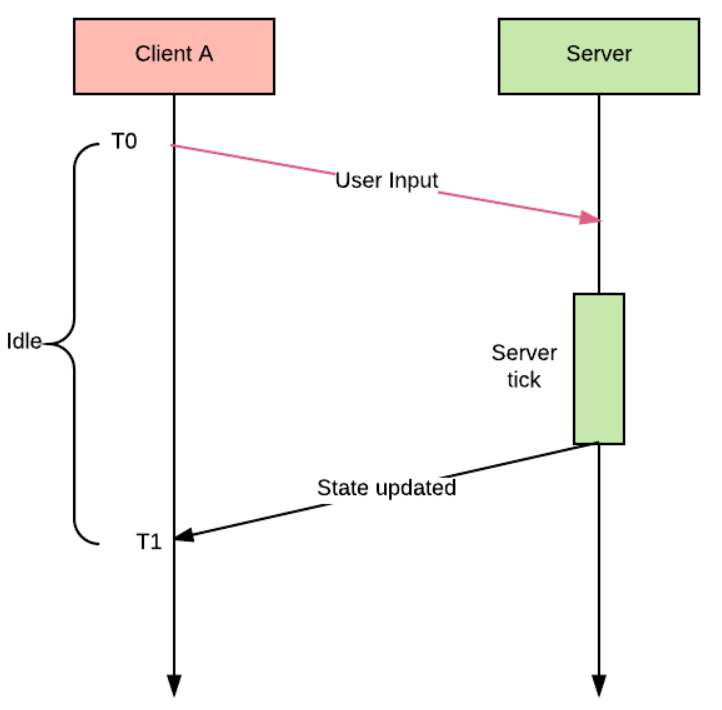 Client A
Server
T0
User Input
Idle
Server
tick
State updated
T1